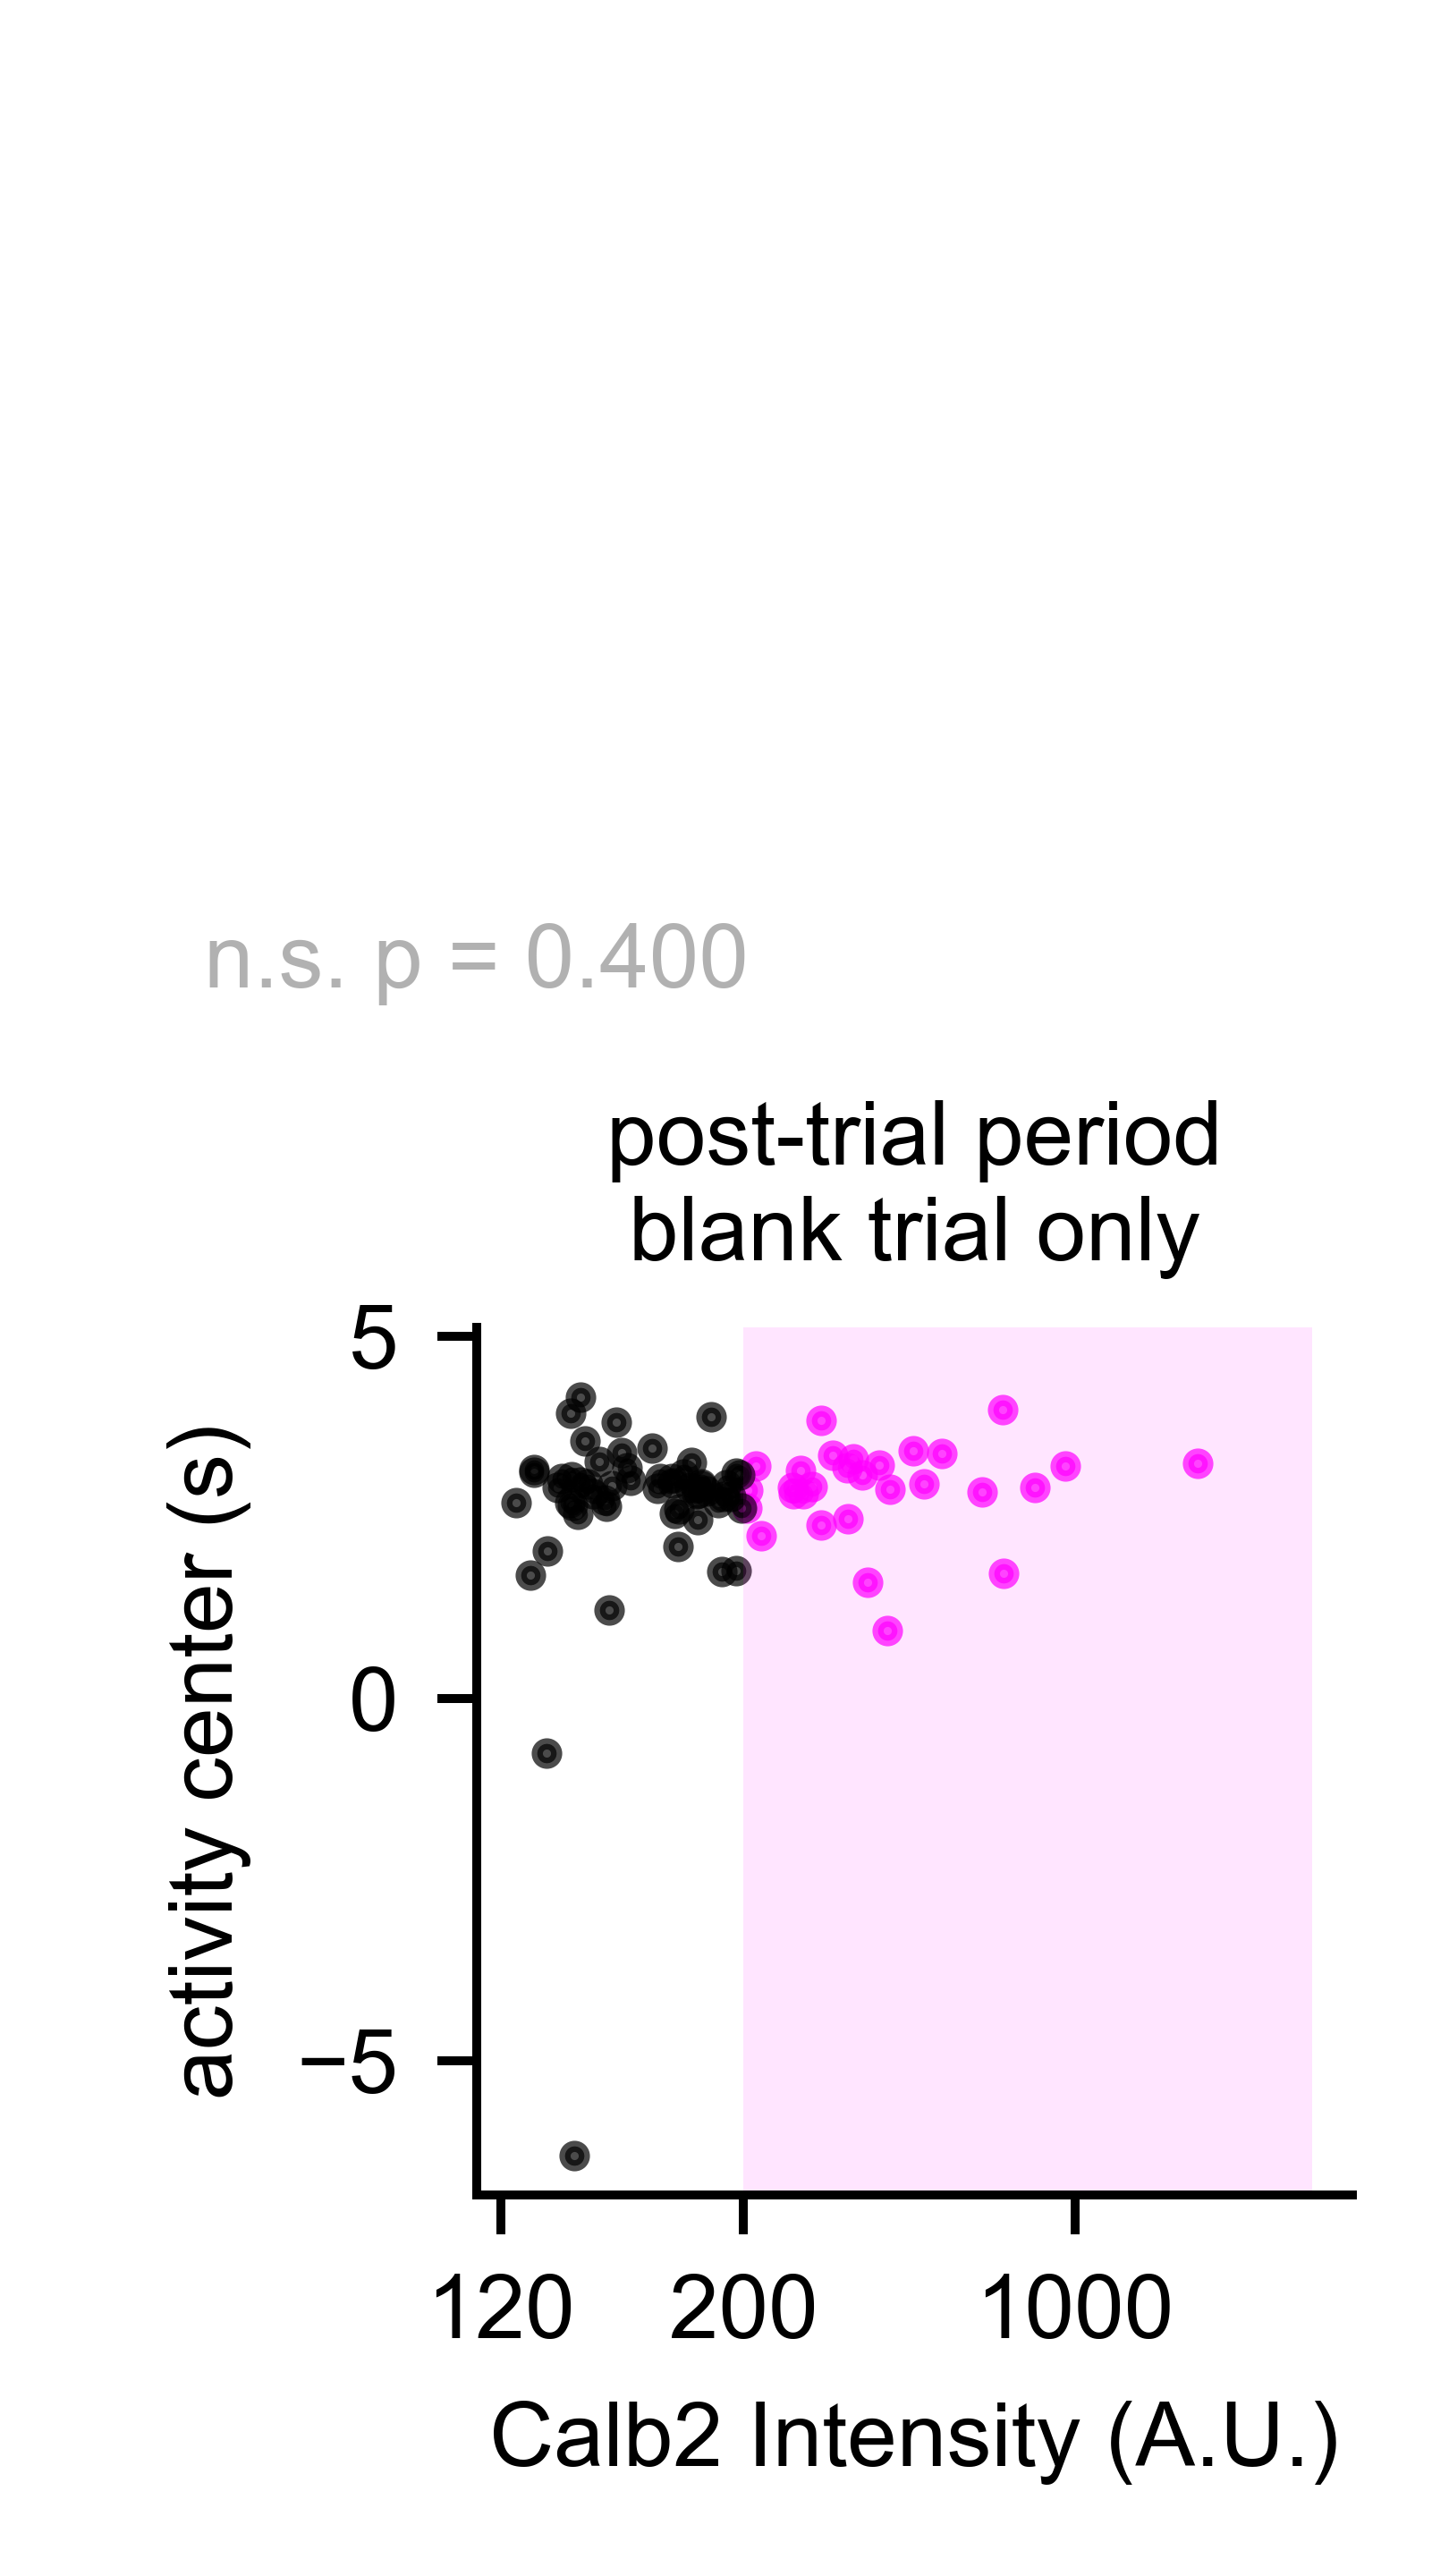 n.s. p = 0.400
post-trial period
blank trial only
5
0
−5
activity center (s)
120 200 1000
Calb2 Intensity (A.U.)